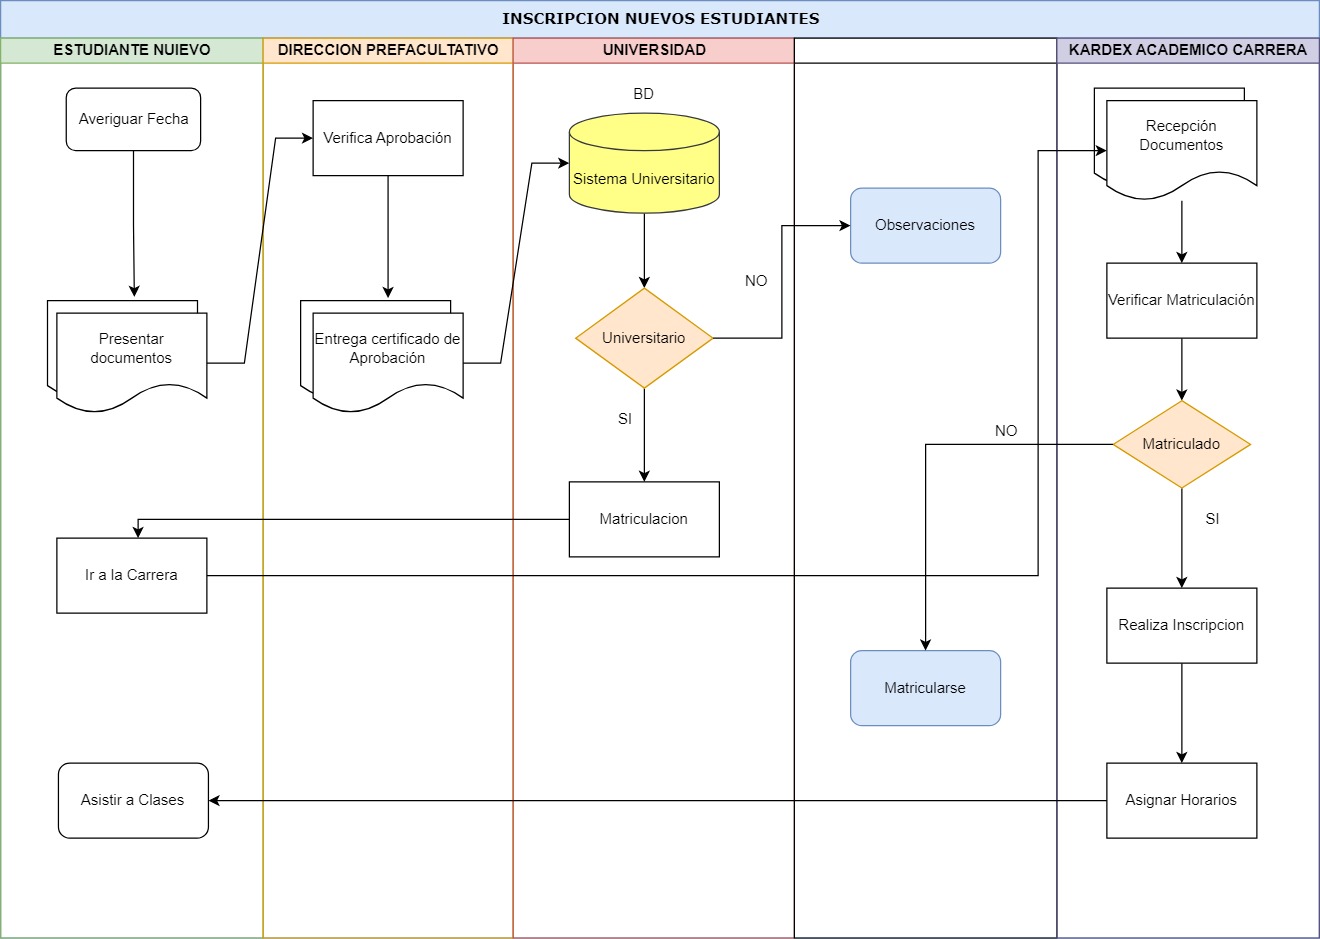 INSCRIPCION NUEVOS ESTUDIANTES
ESTUDIANTE NUIEVO
DIRECCION PREFACULTATIVO
UNIVERSIDAD
KARDEX ACADEMICO CARRERA
Averiguar Fecha
Presentar
documentos
Ir a la Carrera
Asistir a Clases
Verifica Aprobación
Entrega certificado de
Aprobación
BD
Sistema Universitario
Universitario
NO
SI
Matriculacion
Observaciones
NO
Matricularse
Recepción
Documentos
Verificar Matriculación
Matriculado
SI
Realiza Inscripcion
Asignar Horarios